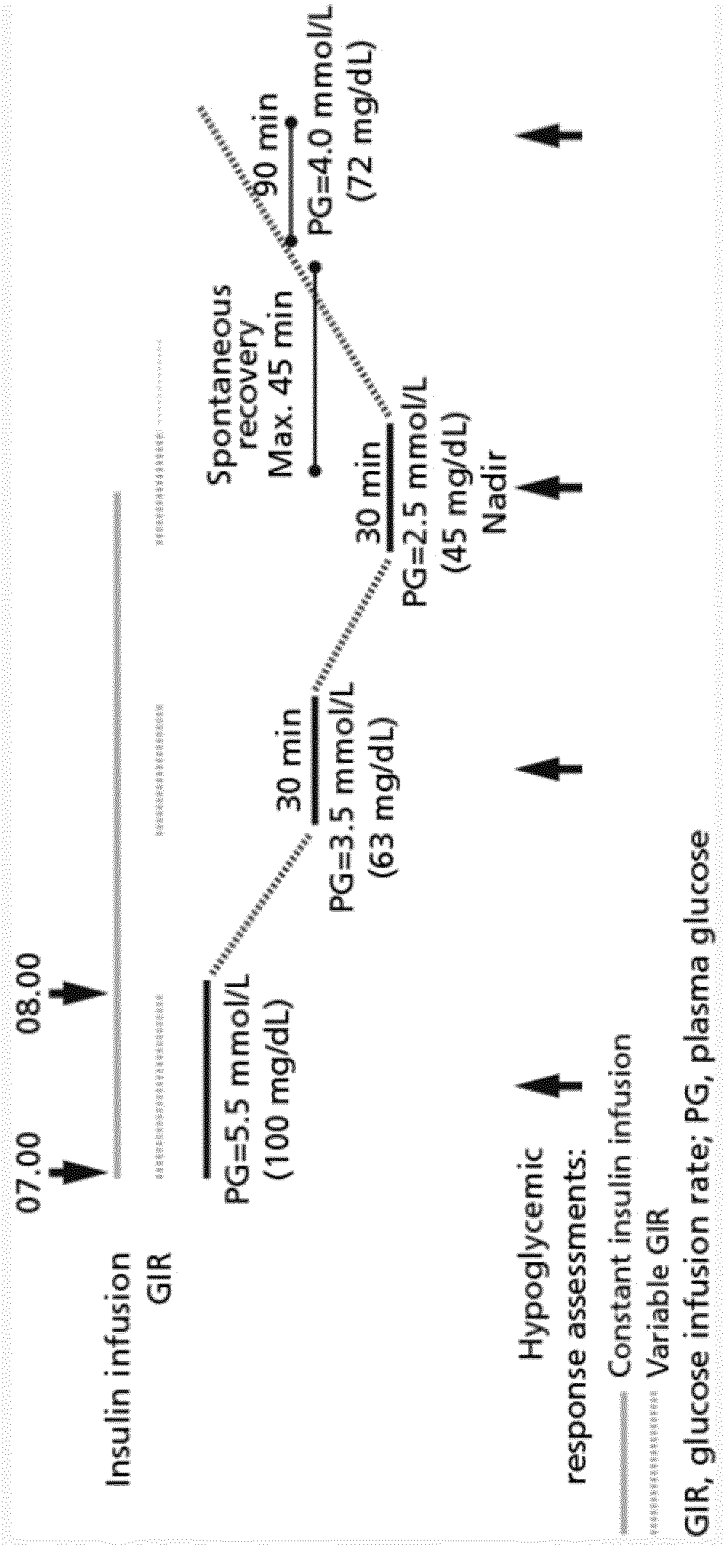 07.00
08.00
Insulin infusion
GIR
PG=5.5 mmol/L
(100 mg/dL)
30 min
PG=3.5 mmol/L
(63 mg/dL)
30 min
PG=2.5 mmol/L
(45 mg/dL)
Nadir
Spontaneous
recovery
Max. 45 min
90 min
PG=4.0 mmol/L
(72 mg/dL)
Hypoglycemic
response assessments:
Constant insulin infusion
Variable GIR
GIR, glucose infusion rate; PG, plasma glucose